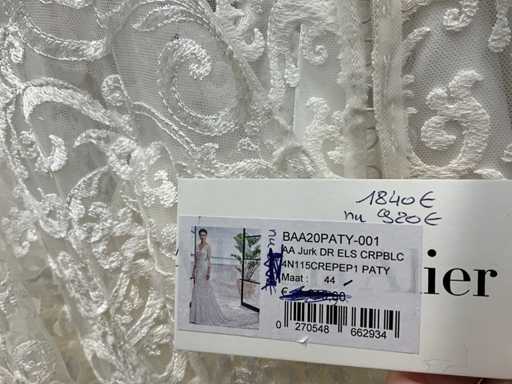 1840€
nu 920€
BAA20PATY-001
AA Jurk DR ELS CRPBLC
4N115CREPEP1 PATY
Maat: 44
€
ier
0 270548 662934